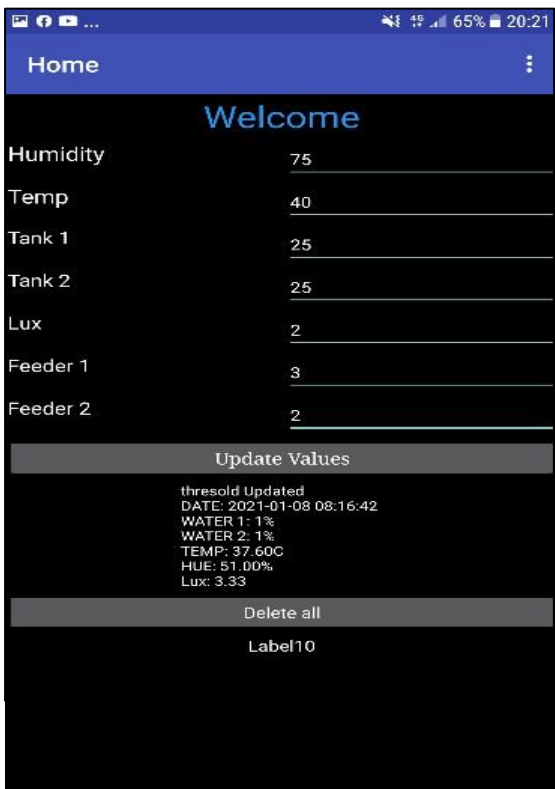 65% 20:21
Home
Welcome
Humidity 75
Temp 40
Tank 1 25
Tank 2 25
Lux 2
Feeder 1 3
Feeder 2 2
Update Values
thresold Updated
DATE: 2021-01-08 08:16:42
WATER 1: 1%
WATER 2: 1%
TEMP: 37.60C
HUE: 51.00%
Lux: 3.33
Delete all
Label10